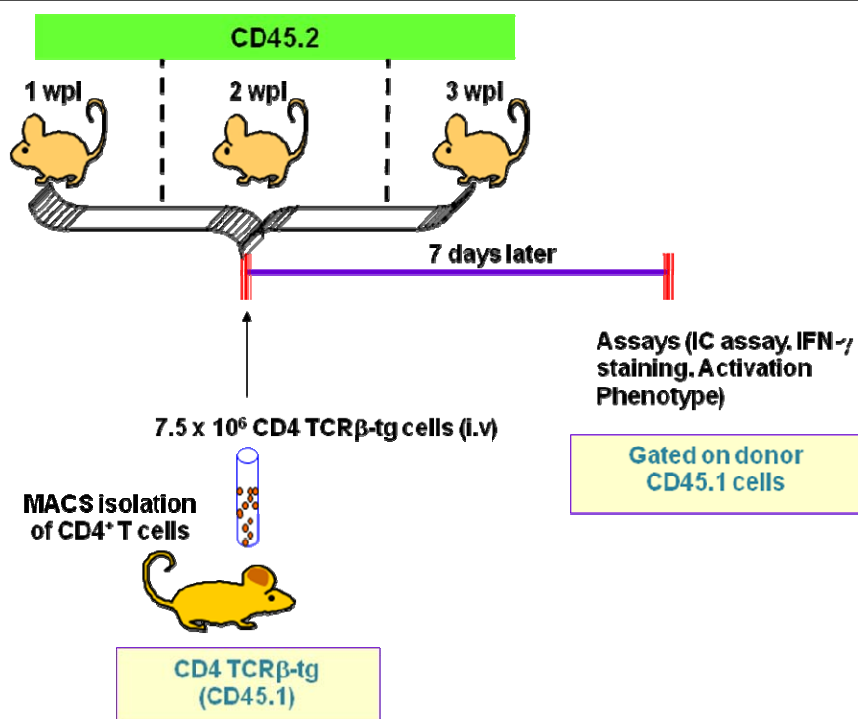 CD45.2
1 wpI
2 wpI
3 wpI
7 days later
Assays (IC assay. IFN-γ
staining. Activation
Phenotype)
7.5 x 10⁶ CD4 TCRβ-tg cells (i.v)
Gated on donor
CD45.1 cells
MACS isolation
of CD4⁺ T cells
CD4 TCRβ-tg
(CD45.1)